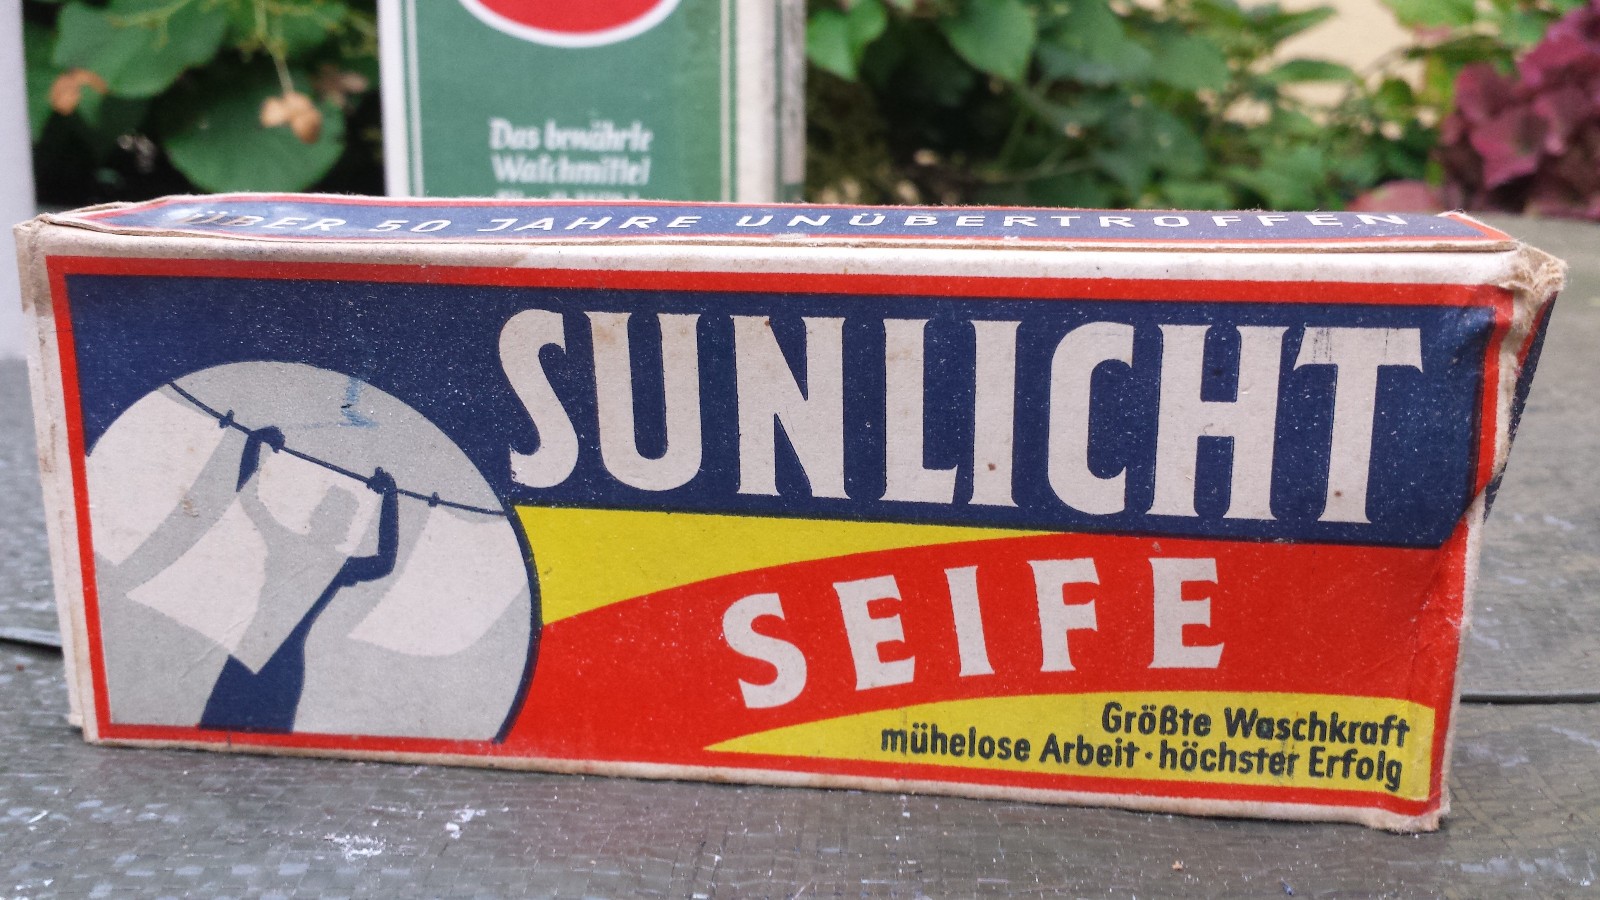 Das bewährte
Waschmittel
ÜBER 50 JAHRE UNÜBERTROFFEN
SUNLICHT
SEIFE
Größte Waschkraft
mühelose Arbeit · höchster Erfolg